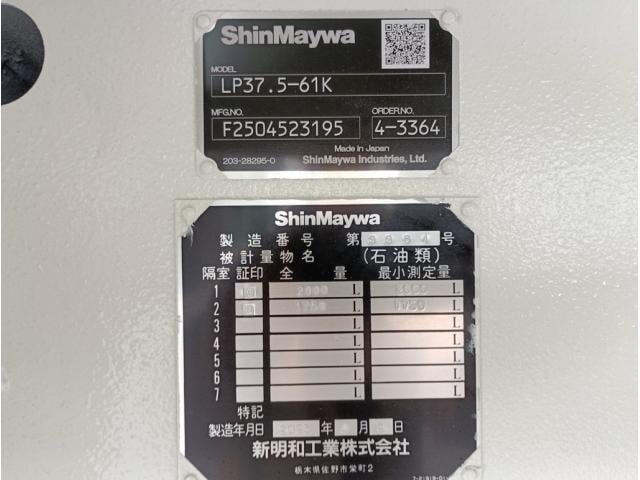 ShinMaywa
MODEL
LP37.5-61K
MFG.NO. ORDER.NO.
F2504523195 4-3364
Made in Japan
203-28295-0 ShinMaywa Industries, Ltd.
ShinMaywa
製造番号 第 3364 号
被計量物名 (石油類)
隔室 証印 全量 最小測定量
1 2000 L L
2 1750 L 1750 L
3 L L
4 L L
5 L L
6 L L
7 L L
特記
製造年月日 年 月 日
新明和工業株式会社
栃木県佐野市栄町2